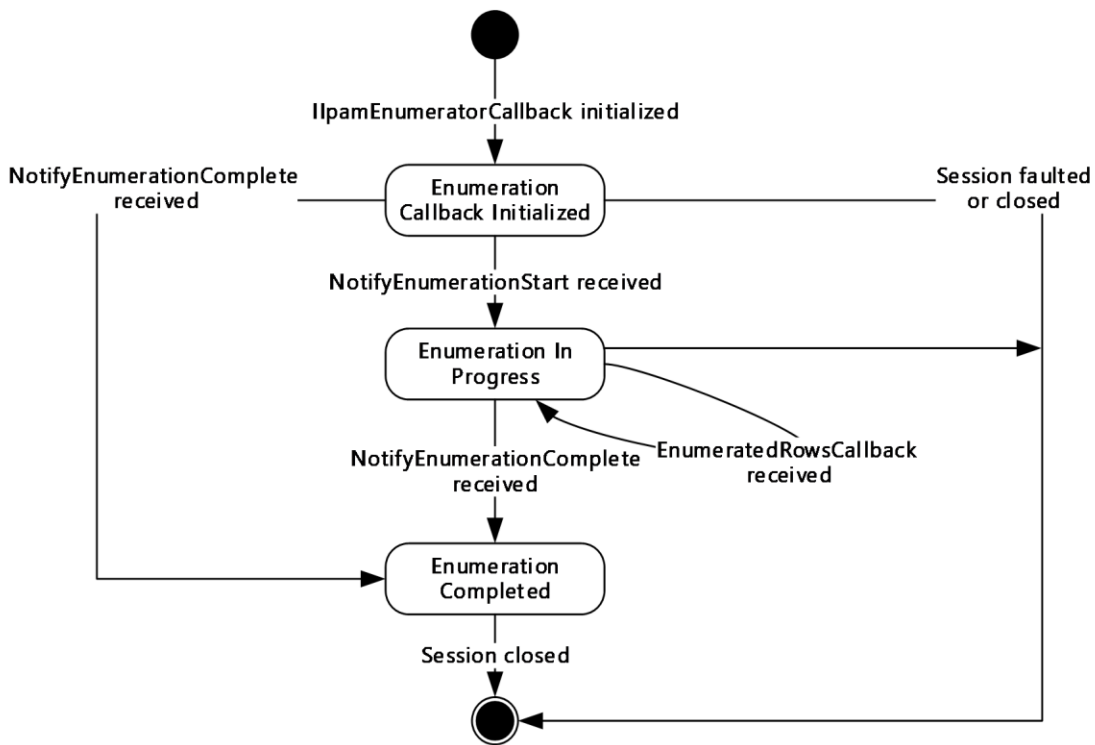 IIpamEnumeratorCallback initialized
NotifyEnumerationComplete
received
Enumeration
Callback Initialized
Session faulted
or closed
NotifyEnumerationStart received
Enumeration In
Progress
NotifyEnumerationComplete
received
EnumeratedRowsCallback
received
Enumeration
Completed
Session closed